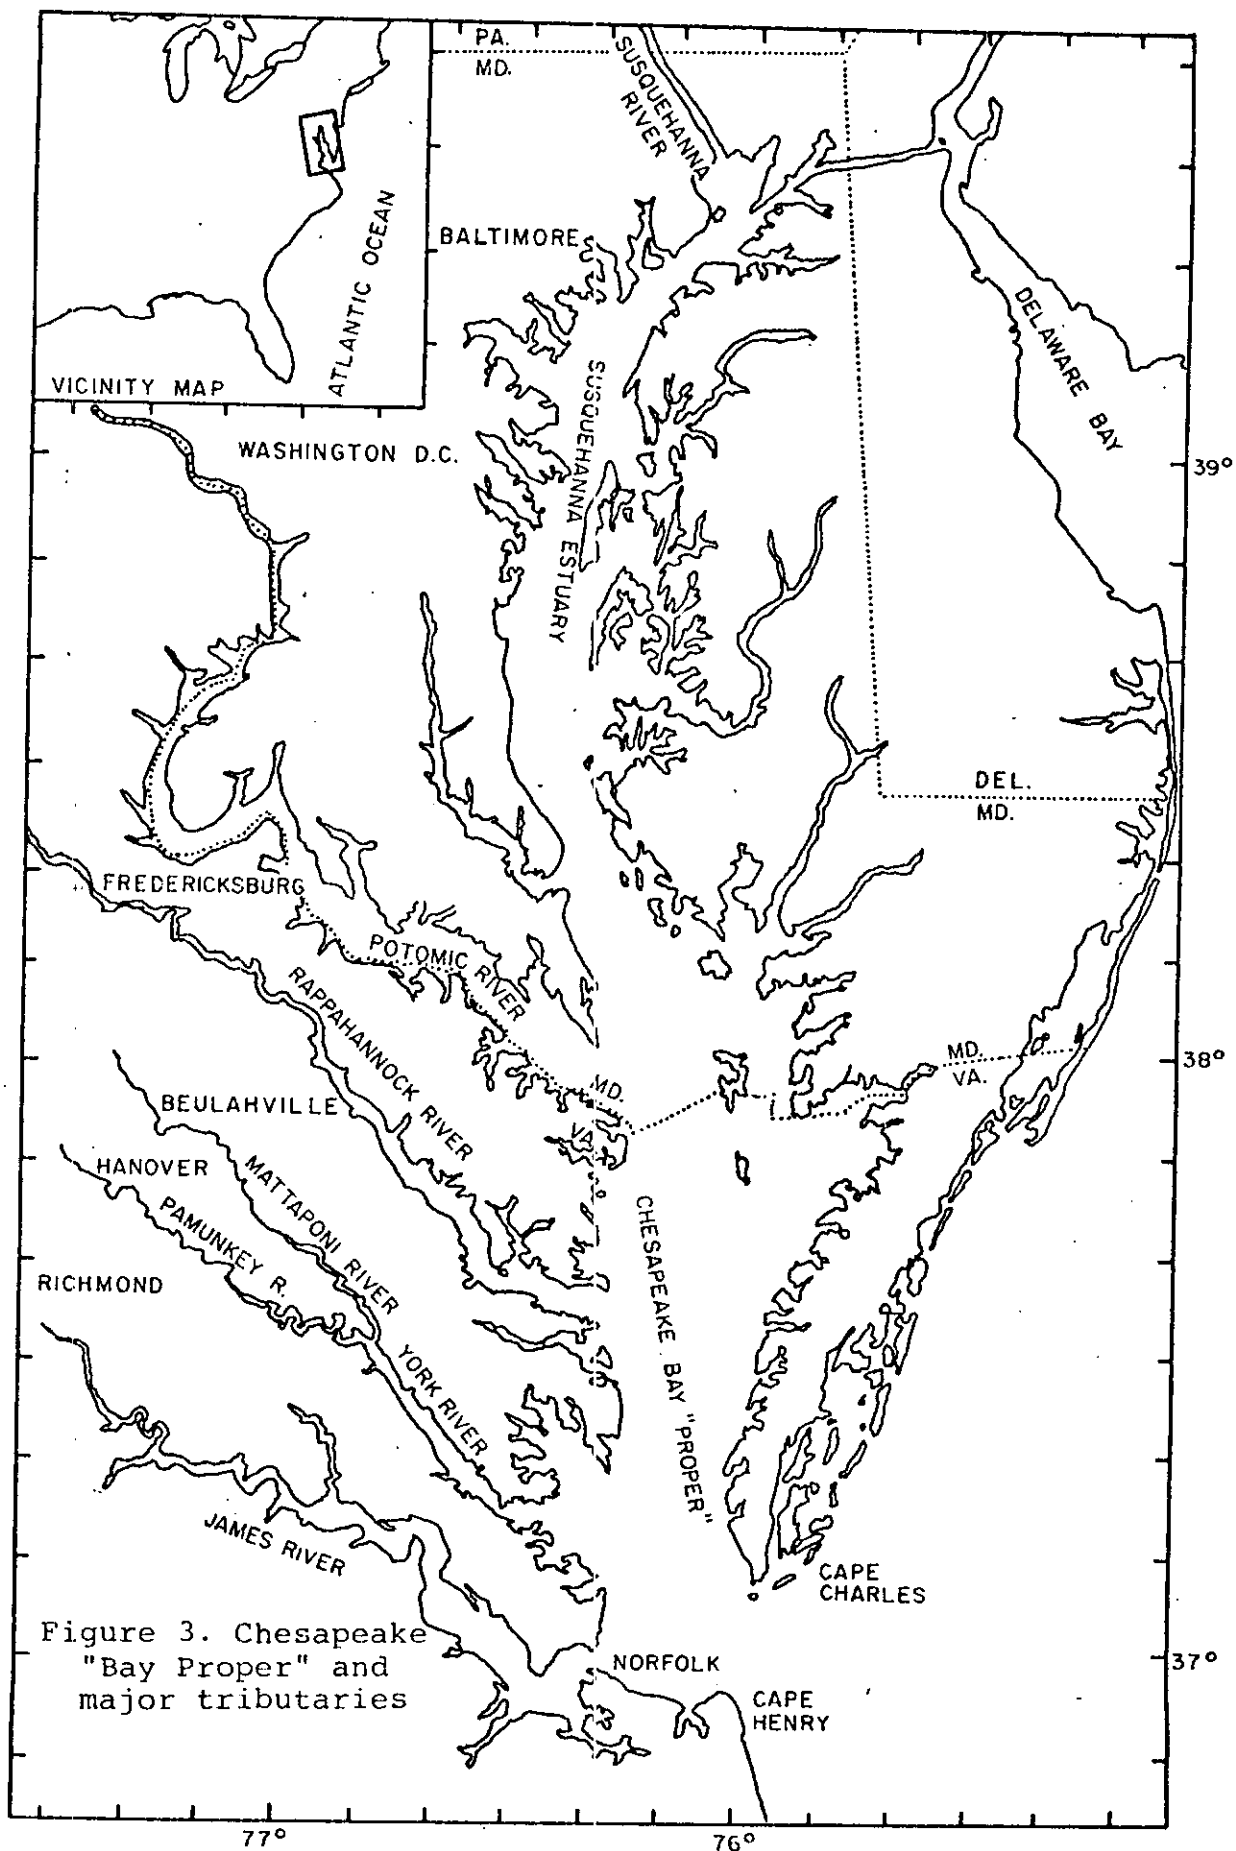 PA.
MD.
SUSQUEHANNA
RIVER
BALTIMORE
ATLANTIC OCEAN
VICINITY MAP
DELAWARE BAY
SUSQUEHANNA ESTUARY
WASHINGTON D.C.
39°
DEL.
MD.
FREDERICKSBURG
POTOMIC RIVER
RAPPAHANNOCK RIVER
MD.
VA.
38°
MD.
VA.
BEULAHVILLE
HANOVER
MATTAPONI RIVER
PAMUNKEY R.
RICHMOND
CHESAPEAKE BAY "PROPER"
YORK RIVER
JAMES RIVER
CAPE
CHARLES
Figure 3. Chesapeake
"Bay Proper" and
major tributaries
NORFOLK
37°
CAPE
HENRY
77°
76°